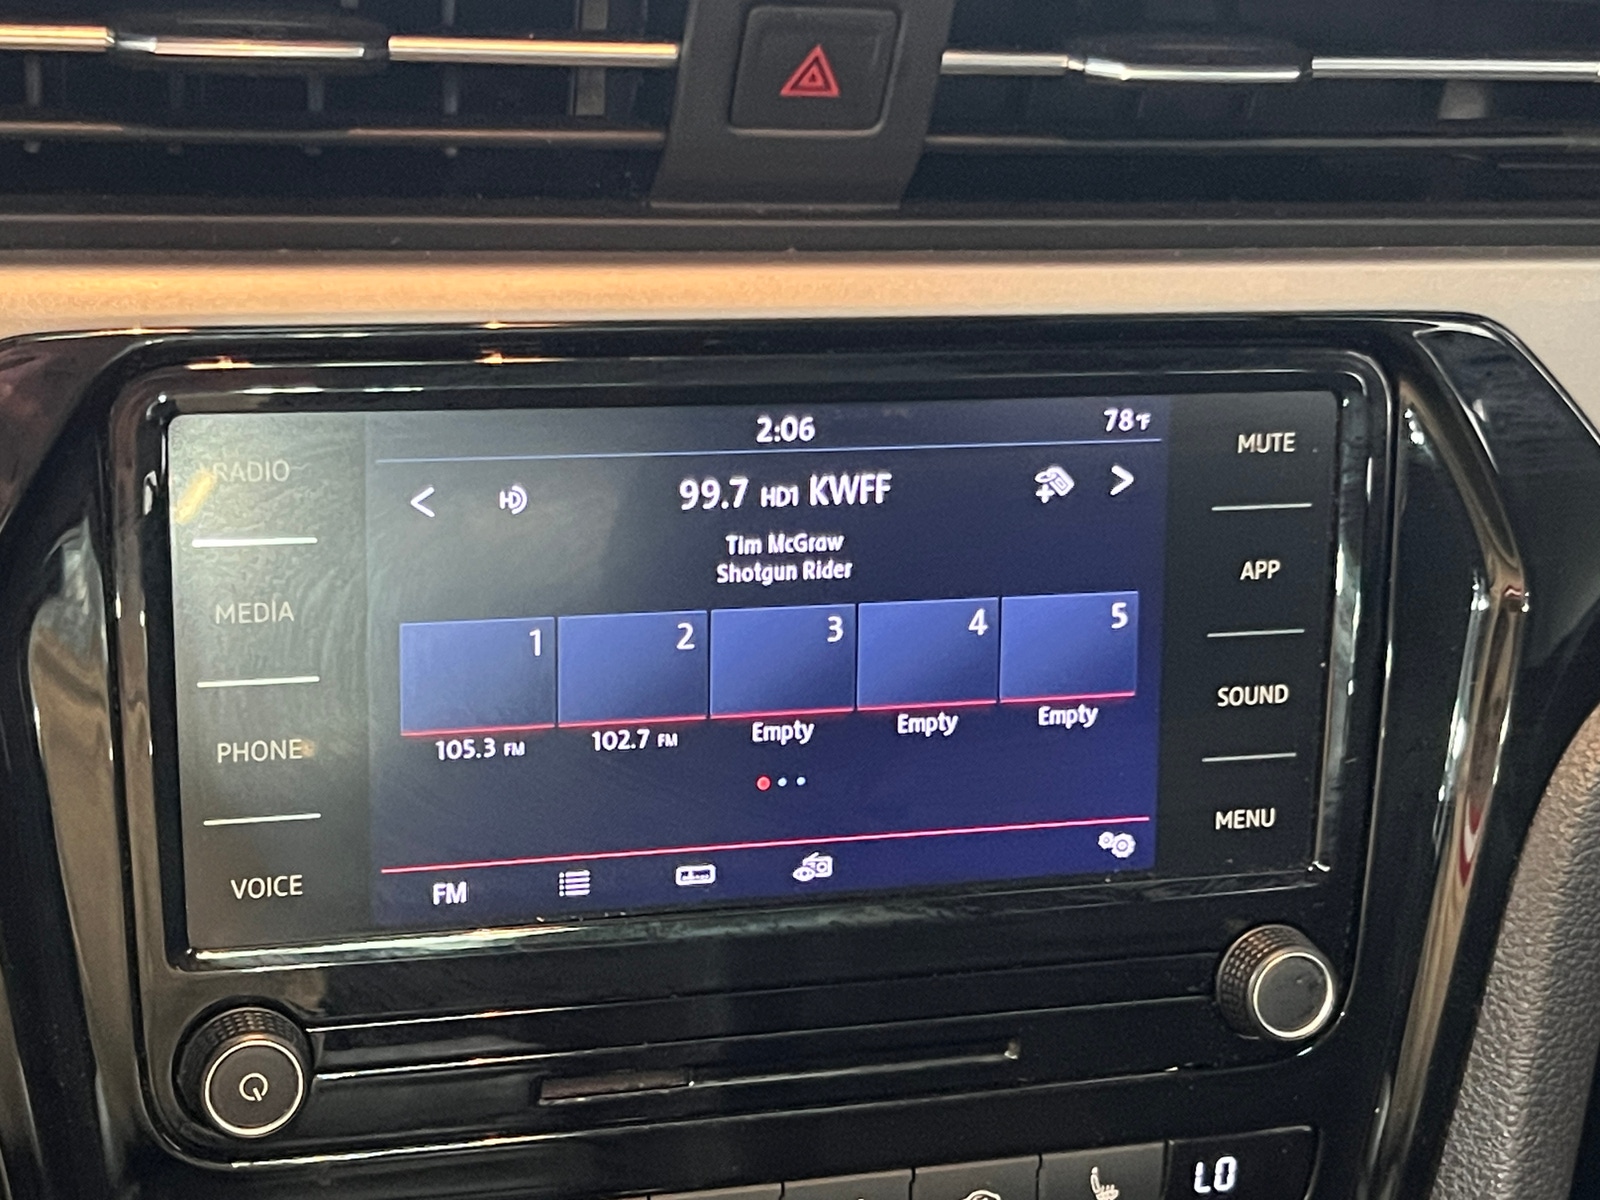 2:06
78°F
RADIO
MEDIA
PHONE
VOICE
HD
99.7 HD1 KWFF
Tim McGraw
Shotgun Rider
1
2
3
4
5
105.3 FM
102.7 FM
Empty
Empty
Empty
FM
MUTE
APP
SOUND
MENU
LO